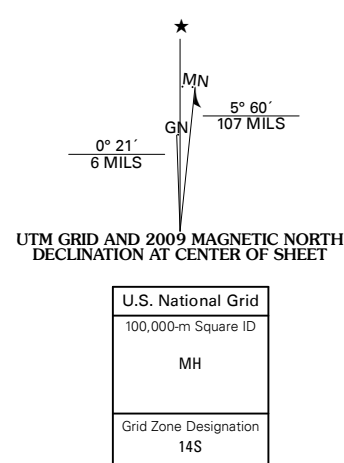 ★
MN
5° 60´
107 MILS
GN
0° 21´
6 MILS
UTM GRID AND 2009 MAGNETIC NORTH
DECLINATION AT CENTER OF SHEET
U.S. National Grid
100,000-m Square ID
MH
Grid Zone Designation
14S